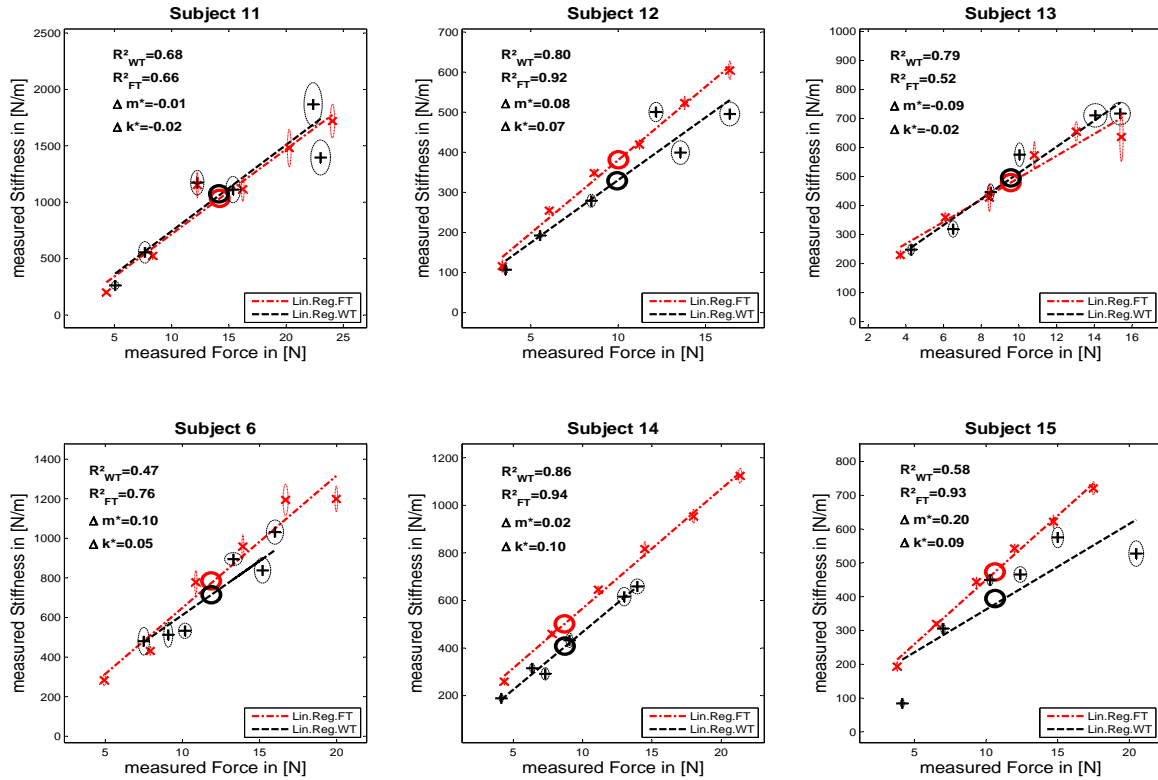 Subject 11
R²WT=0.68
R²FT=0.66
Δ m*=-0.01
Δ k*=-0.02
measured Stiffness in [N/m]
2500
2000
1500
1000
500
0
5 10 15 20 25
measured Force in [N]
Lin.Reg.FT
Lin.Reg.WT
Subject 12
R²WT=0.80
R²FT=0.92
Δ m*=0.08
Δ k*=0.07
measured Stiffness in [N/m]
700
600
500
400
300
200
100
0
5 10 15
measured Force in [N]
Lin.Reg.FT
Lin.Reg.WT
Subject 13
R²WT=0.79
R²FT=0.52
Δ m*=-0.09
Δ k*=-0.02
measured Stiffness in [N/m]
1000
900
800
700
600
500
400
300
200
100
0
2 4 6 8 10 12 14 16
measured Force in [N]
Lin.Reg.FT
Lin.Reg.WT
Subject 6
R²WT=0.47
R²FT=0.76
Δ m*=0.10
Δ k*=0.05
measured Stiffness in [N/m]
1400
1200
1000
800
600
400
200
0
5 10 15 20
measured Force in [N]
Lin.Reg.FT
Lin.Reg.WT
Subject 14
R²WT=0.86
R²FT=0.94
Δ m*=0.02
Δ k*=0.10
measured Stiffness in [N/m]
1200
1000
800
600
400
200
5 10 15 20
measured Force in [N]
Lin.Reg.FT
Lin.Reg.WT
Subject 15
R²WT=0.58
R²FT=0.93
Δ m*=0.20
Δ k*=0.09
measured Stiffness in [N/m]
800
700
600
500
400
300
200
100
0
5 10 15 20
measured Force in [N]
Lin.Reg.FT
Lin.Reg.WT